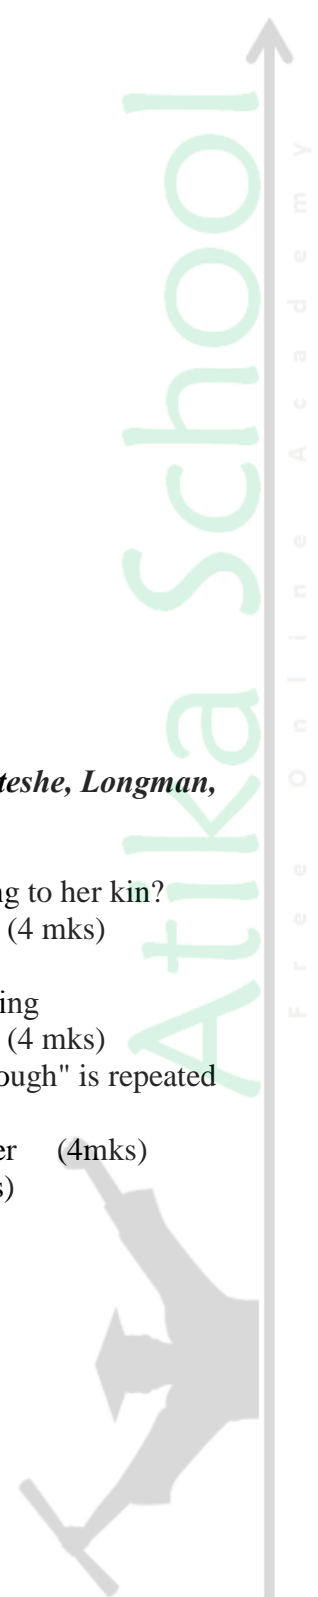 teshe, Longman,
ng to her kin?
(4 mks)
ing
(4 mks)
ough" is repeated
er (4mks)
s)
Atika School
Free Online Academy